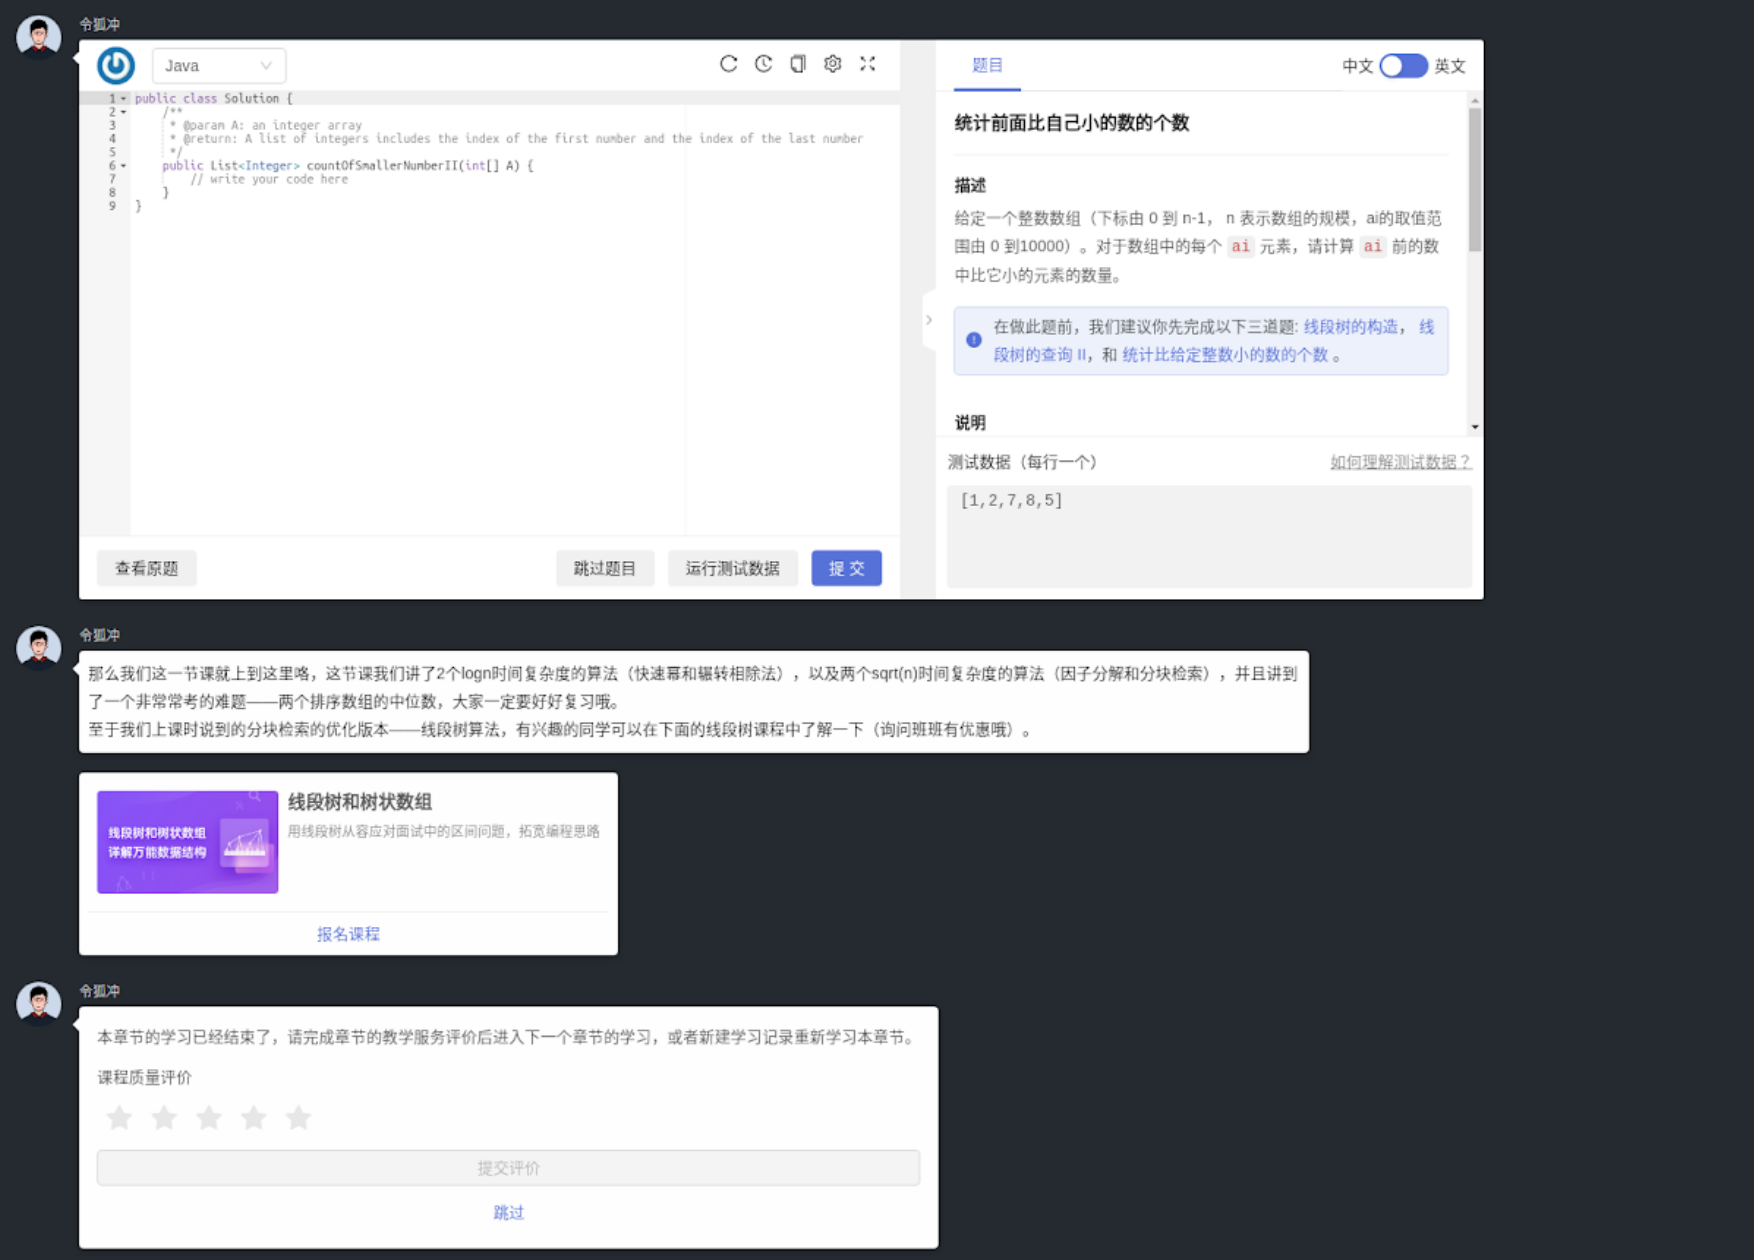 令狐冲
Java
1 public class Solution {
2 /**
3 * @param A: an integer array
4 * @return: A list of integers includes the index of the first number and the index of the last number
5 */
6 public List<Integer> countOfSmallerNumberII(int[] A) {
7 // write your code here
8 }
9 }
查看原题
跳过题目
运行测试数据
提 交
题目
中文
英文
统计前面比自己小的数的个数
描述
给定一个整数数组（下标由 0 到 n-1， n 表示数组的规模，ai的取值范
围由 0 到10000）。对于数组中的每个 ai 元素，请计算 ai 前的数
中比它小的元素的数量。
在做此题前，我们建议你先完成以下三道题: 线段树的构造， 线
段树的查询 II，和 统计比给定整数小的数的个数 。
说明
测试数据（每行一个）
如何理解测试数据？
[1,2,7,8,5]
令狐冲
那么我们这一节课就上到这里咯，这节课我们讲了2个logn时间复杂度的算法（快速幂和辗转相除法），以及两个sqrt(n)时间复杂度的算法（因子分解和分块检索），并且讲到
了一个非常常考的难题——两个排序数组的中位数，大家一定要好好复习哦。
至于我们上课时说到的分块检索的优化版本——线段树算法，有兴趣的同学可以在下面的线段树课程中了解一下（询问班班有优惠哦）。
线段树和树状数组
详解万能数据结构
线段树和树状数组
用线段树从容应对面试中的区间问题，拓宽编程思路
报名课程
令狐冲
本章节的学习已经结束了，请完成章节的教学服务评价后进入下一个章节的学习，或者新建学习记录重新学习本章节。
课程质量评价
提交评价
跳过